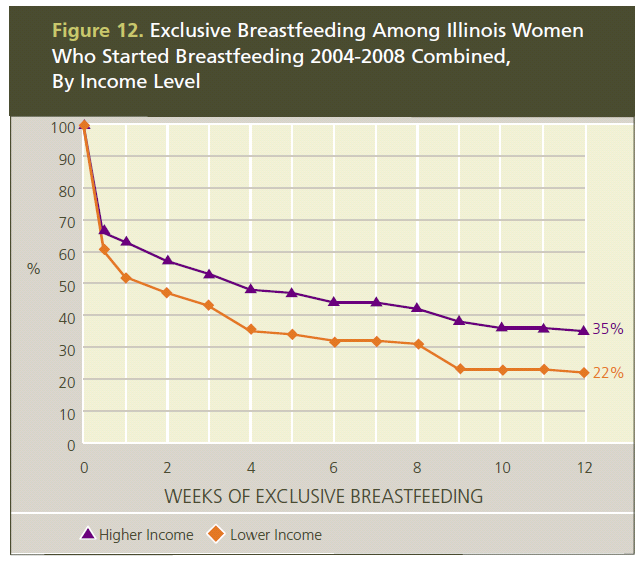 Figure 12. Exclusive Breastfeeding Among Illinois Women
Who Started Breastfeeding 2004-2008 Combined,
By Income Level
100
90
80
70
60
50
40
30
20
10
0
%
35%
22%
0 2 4 6 8 10 12
WEEKS OF EXCLUSIVE BREASTFEEDING
Higher Income Lower Income